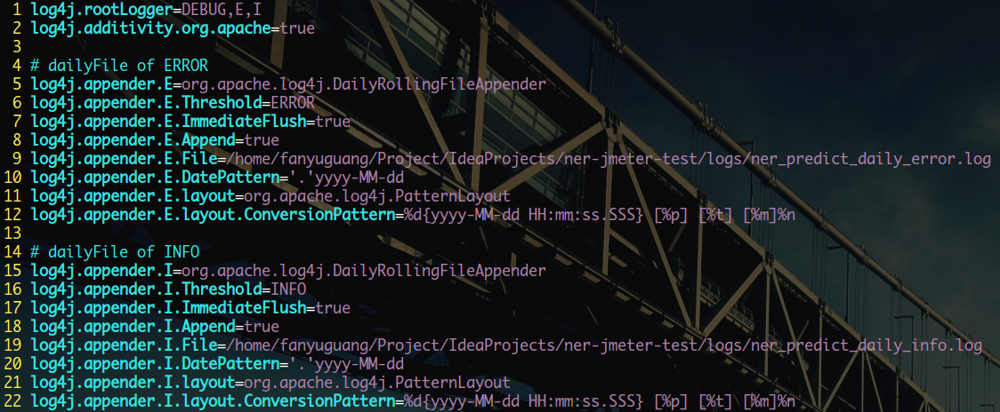 1 log4j.rootLogger=DEBUG,E,I
2 log4j.additivity.org.apache=true
3
4 # dailyFile of ERROR
5 log4j.appender.E=org.apache.log4j.DailyRollingFileAppender
6 log4j.appender.E.Threshold=ERROR
7 log4j.appender.E.ImmediateFlush=true
8 log4j.appender.E.Append=true
9 log4j.appender.E.File=/home/fanyuguang/Project/IdeaProjects/ner-jmeter-test/logs/ner_predict_daily_error.log
10 log4j.appender.E.DatePattern='.'yyyy-MM-dd
11 log4j.appender.E.layout=org.apache.log4j.PatternLayout
12 log4j.appender.E.layout.ConversionPattern=%d{yyyy-MM-dd HH:mm:ss.SSS} [%p] [%t] [%m]%n
13
14 # dailyFile of INFO
15 log4j.appender.I=org.apache.log4j.DailyRollingFileAppender
16 log4j.appender.I.Threshold=INFO
17 log4j.appender.I.ImmediateFlush=true
18 log4j.appender.I.Append=true
19 log4j.appender.I.File=/home/fanyuguang/Project/IdeaProjects/ner-jmeter-test/logs/ner_predict_daily_info.log
20 log4j.appender.I.DatePattern='.'yyyy-MM-dd
21 log4j.appender.I.layout=org.apache.log4j.PatternLayout
22 log4j.appender.I.layout.ConversionPattern=%d{yyyy-MM-dd HH:mm:ss.SSS} [%p] [%t] [%m]%n